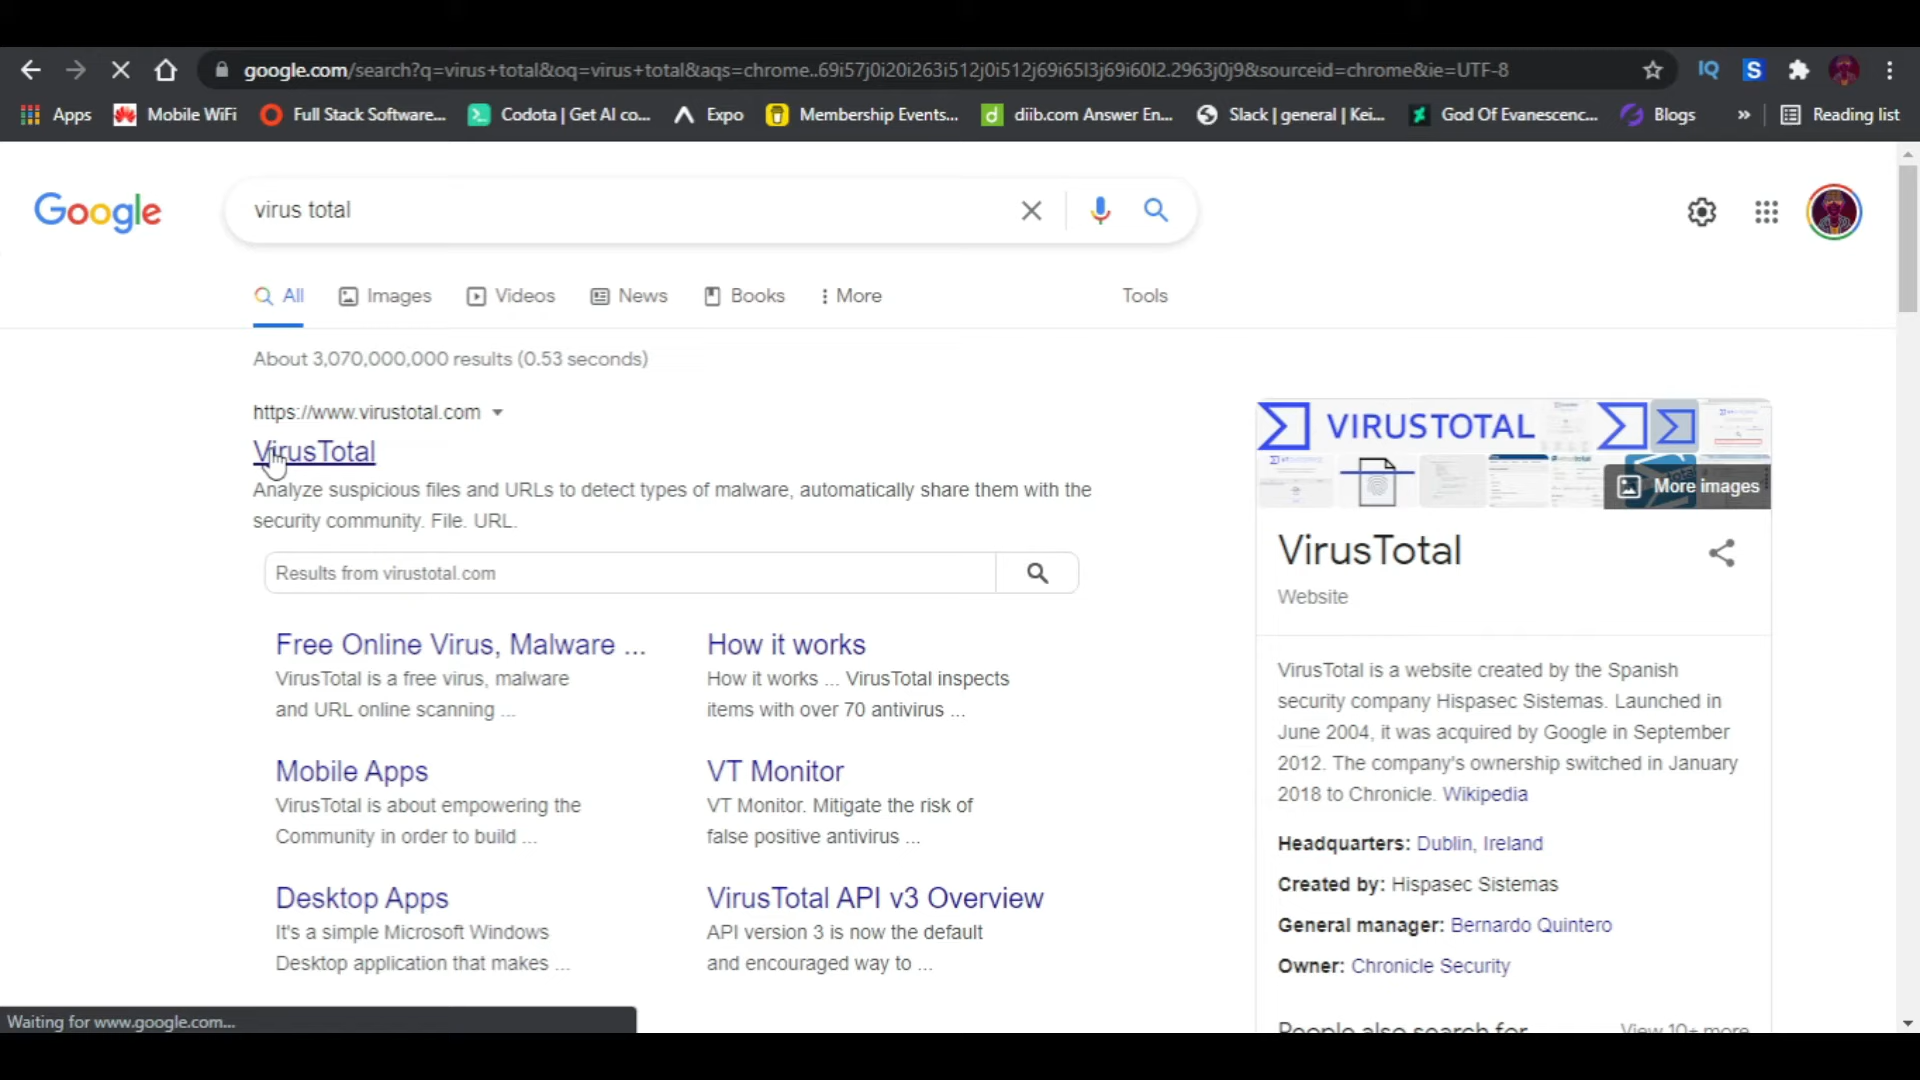 google.com/search?q=virus+total&oq=virus+total&aqs=chrome..69i57j0i20i263i512j0i512j69i65l3j69i60l2.2963j0j9&sourceid=chrome&ie=UTF-8
IQ
S
Apps
Mobile WiFi
Full Stack Software...
Codota | Get AI co...
Expo
Membership Events...
diib.com Answer En...
Slack | general | Kei...
God Of Evanescenc...
Blogs
»
Reading list
Google
virus total
All
Images
Videos
News
Books
More
Tools
About 3,070,000,000 results (0.53 seconds)
https://www.virustotal.com
VirusTotal
Analyze suspicious files and URLs to detect types of malware, automatically share them with the
security community. File. URL.
Results from virustotal.com
Free Online Virus, Malware ...
VirusTotal is a free virus, malware
and URL online scanning ...
How it works
How it works ... VirusTotal inspects
items with over 70 antivirus ...
Mobile Apps
VirusTotal is about empowering the
Community in order to build ...
VT Monitor
VT Monitor. Mitigate the risk of
false positive antivirus ...
Desktop Apps
It's a simple Microsoft Windows
Desktop application that makes ...
VirusTotal API v3 Overview
API version 3 is now the default
and encouraged way to ...
VIRUSTOTAL
More images
VirusTotal
Website
VirusTotal is a website created by the Spanish
security company Hispasec Sistemas. Launched in
June 2004, it was acquired by Google in September
2012. The company's ownership switched in January
2018 to Chronicle. Wikipedia
Headquarters: Dublin, Ireland
Created by: Hispasec Sistemas
General manager: Bernardo Quintero
Owner: Chronicle Security
People also search for
View 10+ more
Waiting for www.google.com...